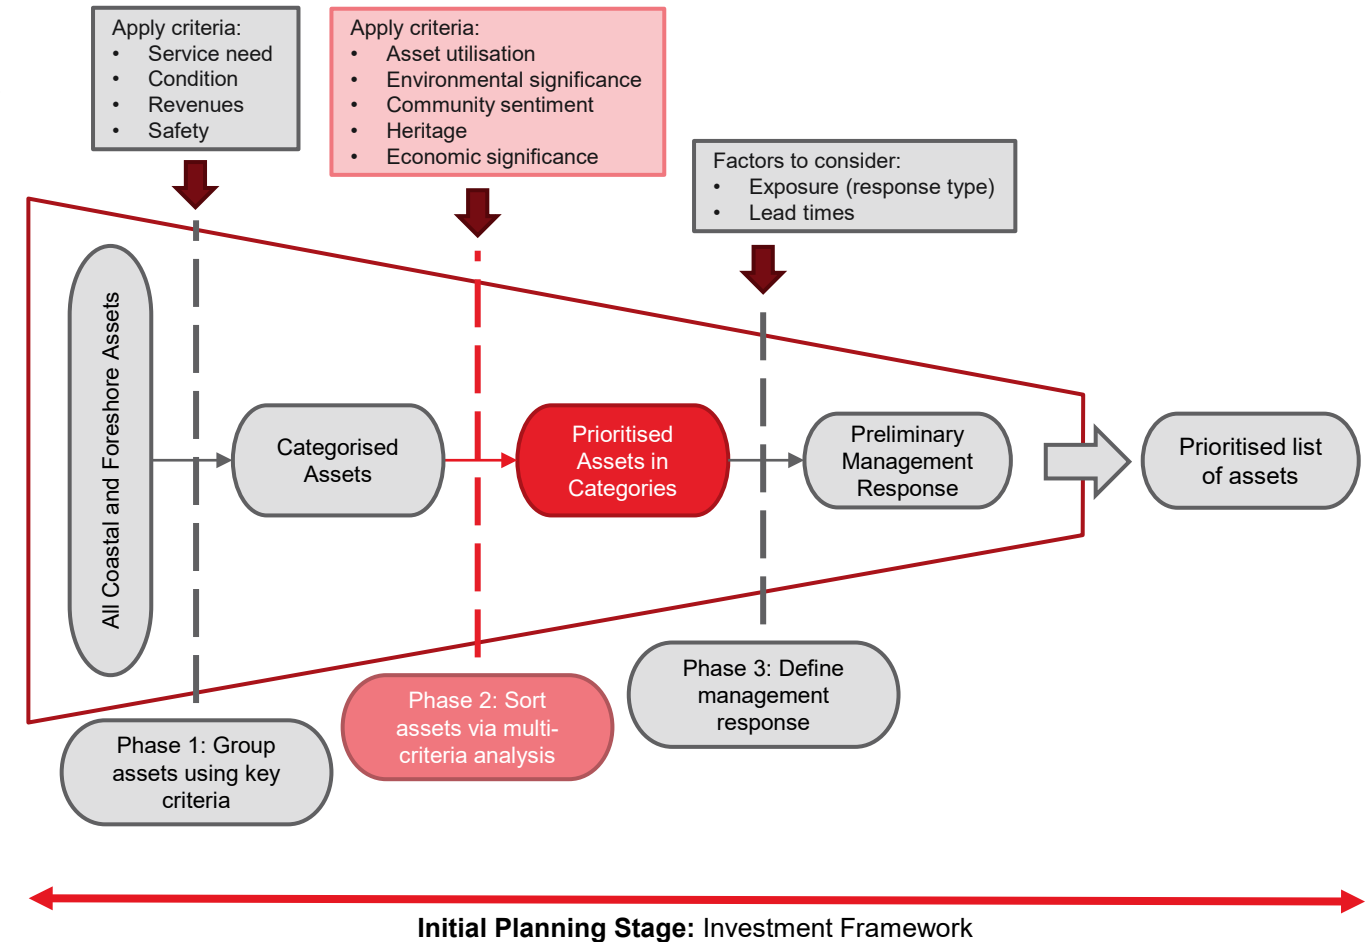 Apply criteria:
• Service need
• Condition
• Revenues
• Safety
Apply criteria:
• Asset utilisation
• Environmental significance
• Community sentiment
• Heritage
• Economic significance
Factors to consider:
• Exposure (response type)
• Lead times
All Coastal and Foreshore Assets
Categorised
Assets
Prioritised
Assets in
Categories
Preliminary
Management
Response
Prioritised list
of assets
Phase 1: Group
assets using key
criteria
Phase 2: Sort
assets via multi-
criteria analysis
Phase 3: Define
management
response
Initial Planning Stage: Investment Framework